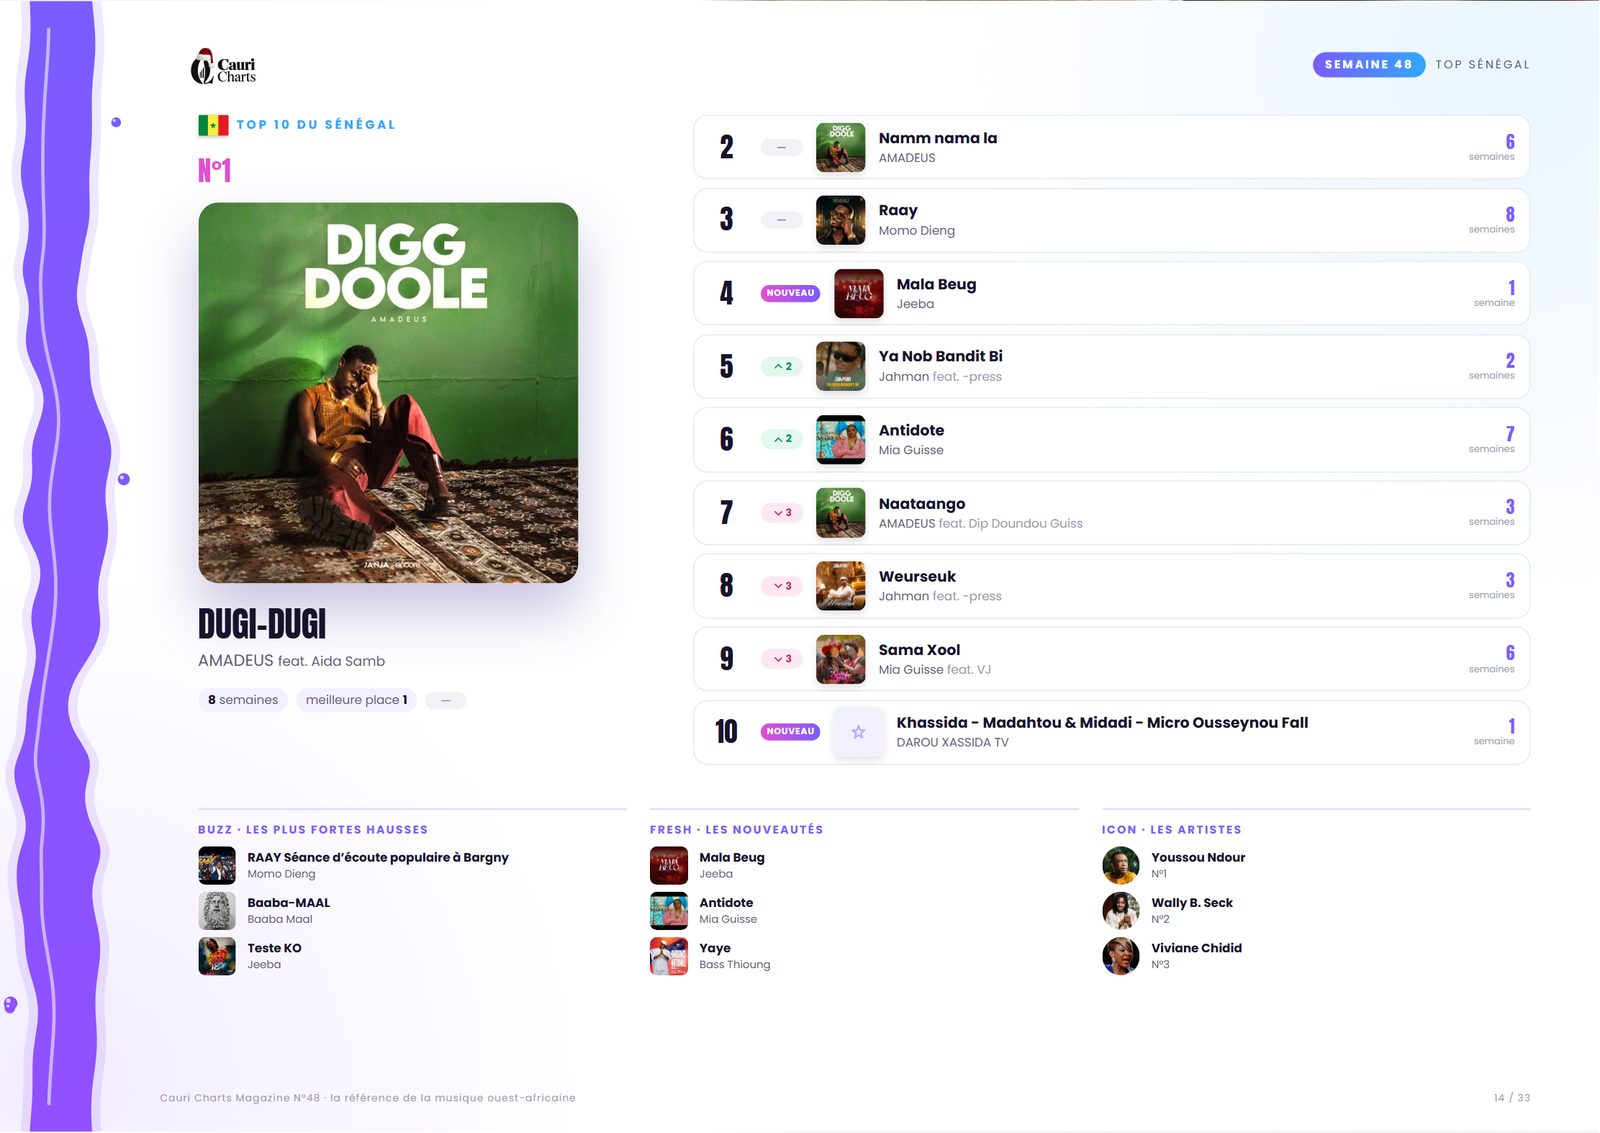 Cauri
Charts
SEMAINE 48 TOP SÉNÉGAL
TOP 10 DU SÉNÉGAL
N°1
DIGG
DOOLE
AMADEUS
JANJA
DUGI-DUGI
AMADEUS feat. Aida Samb
8 semaines meilleure place 1 —
2 — DIGG DOOLE Namm nama la 6
AMADEUS semaines
3 — NIVEAU Raay 8
Momo Dieng semaines
4 NOUVEAU MALA BEUG Mala Beug 1
Jeeba semaine
5 2 Ya Nob Bandit Bi 2
Jahman feat. -press semaines
6 2 Antidote 7
Mia Guisse semaines
7 3 DIGG DOOLE Naataango 3
AMADEUS feat. Dip Doundou Guiss semaines
8 3 Weurseuk 3
Jahman feat. -press semaines
9 3 Sama Xool 6
Mia Guisse feat. VJ semaines
10 NOUVEAU Khassida - Madahtou & Midadi - Micro Ousseynou Fall 1
DAROU XASSIDA TV semaine
BUZZ · LES PLUS FORTES HAUSSES
RAAY Séance d’écoute populaire à Bargny
Momo Dieng
Baaba-MAAL
Baaba Maal
Teste KO
Jeeba
FRESH · LES NOUVEAUTÉS
Mala Beug
Jeeba
Antidote
Mia Guisse
Yaye
Bass Thioung
ICON · LES ARTISTES
Youssou Ndour
N°1
Wally B. Seck
N°2
Viviane Chidid
N°3
Cauri Charts Magazine N°48 · la référence de la musique ouest-africaine
14 / 33